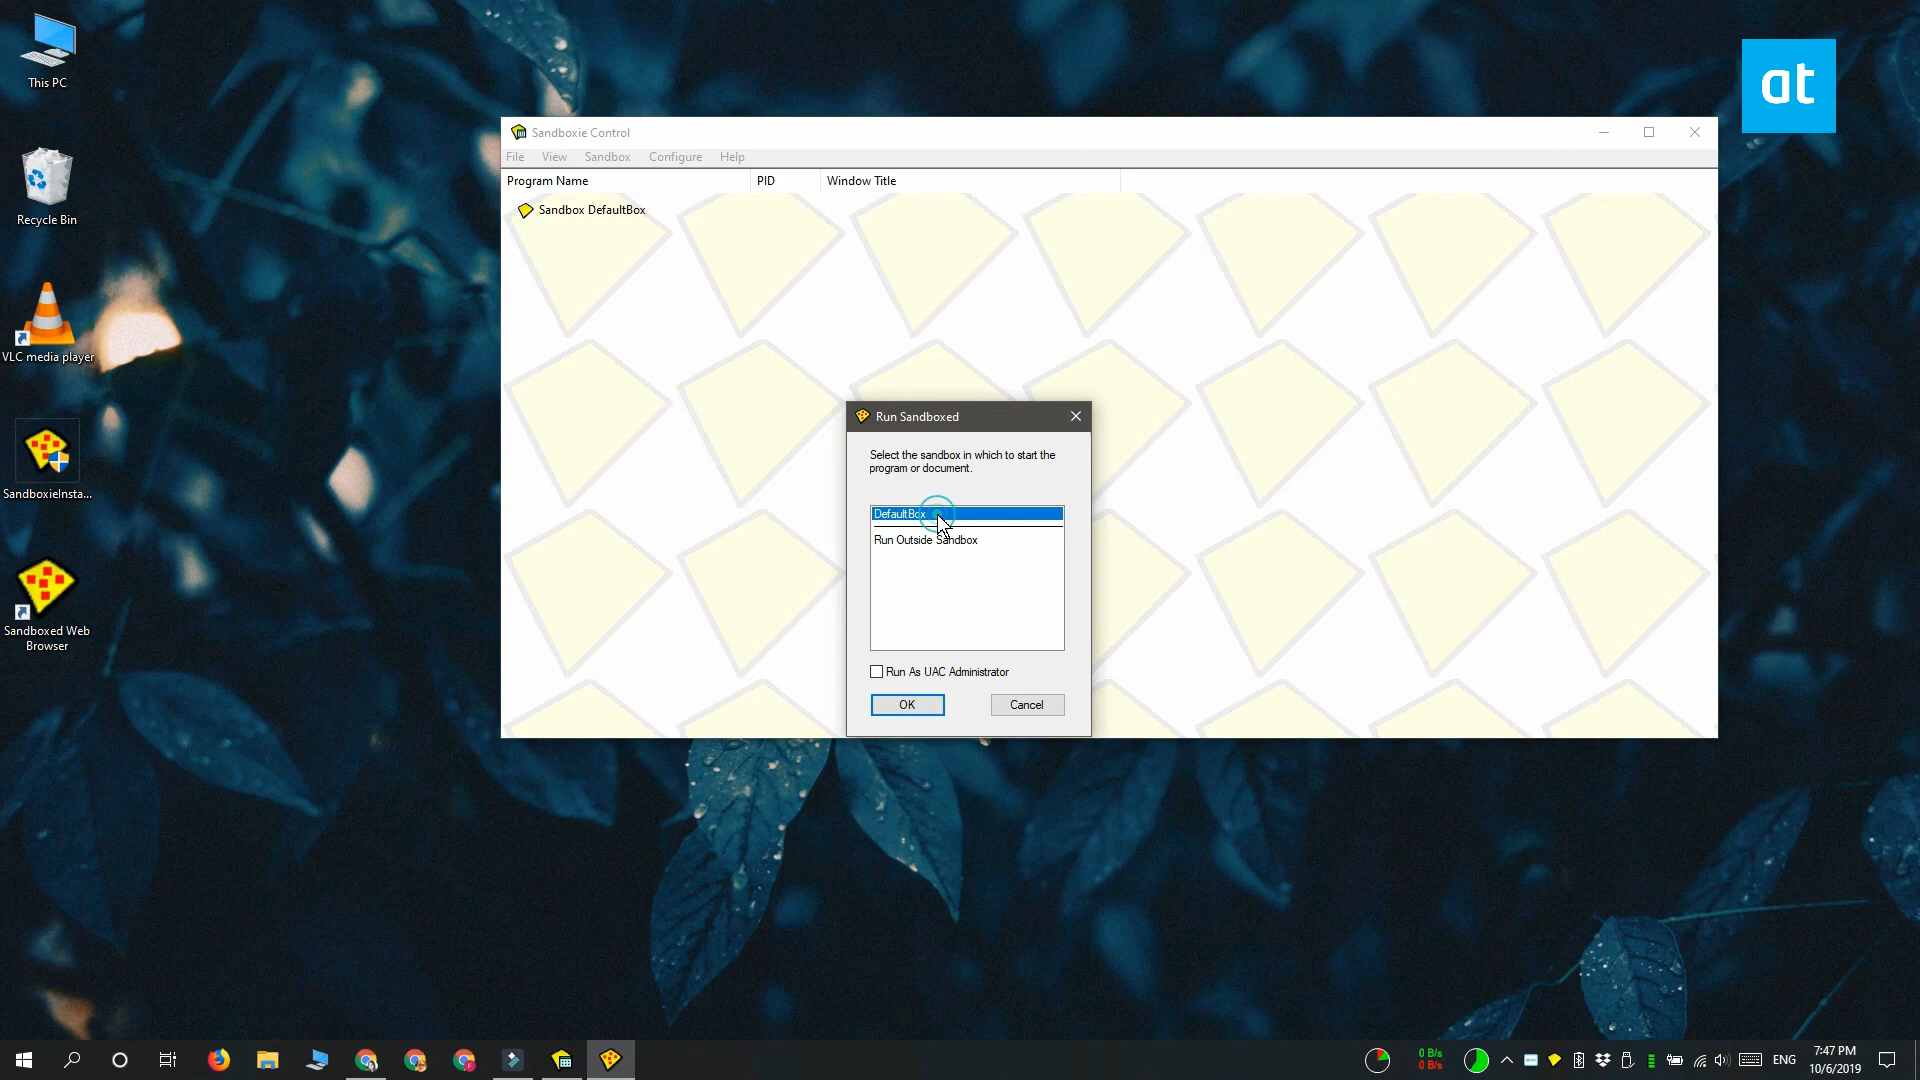 This PC
Recycle Bin
VLC media player
SandboxieInsta...
Sandboxed Web
Browser
at
Sandboxie Control
File View Sandbox Configure Help
Program Name PID Window Title
Sandbox DefaultBox
Run Sandboxed
Select the sandbox in which to start the
program or document.
DefaultBox
Run Outside Sandbox
Run As UAC Administrator
OK Cancel
0 B/s
0 B/s
ENG
7:47 PM
10/6/2019